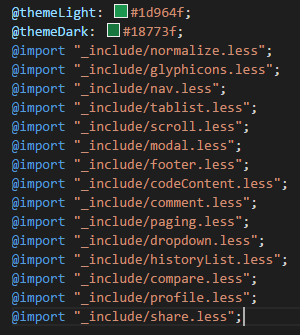 @themeLight: #1d964f;
@themeDark: #18773f;
@import "_include/normalize.less";
@import "_include/glyphicons.less";
@import "_include/nav.less";
@import "_include/tablist.less";
@import "_include/scroll.less";
@import "_include/modal.less";
@import "_include/footer.less";
@import "_include/codeContent.less";
@import "_include/comment.less";
@import "_include/paging.less";
@import "_include/dropdown.less";
@import "_include/historyList.less";
@import "_include/compare.less";
@import "_include/profile.less";
@import "_include/share.less";